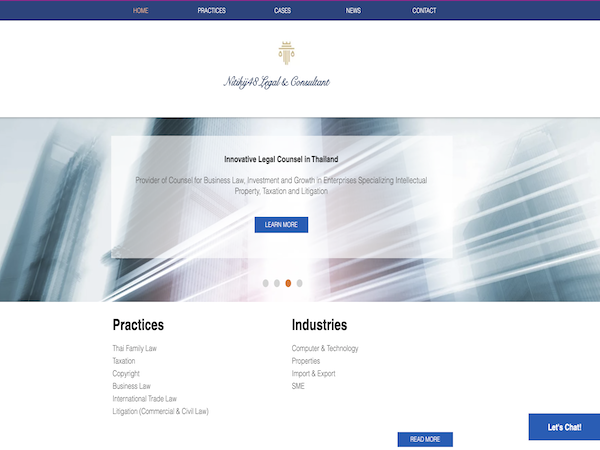 HOME PRACTICES CASES NEWS CONTACT
Nitikij48 Legal & Consultant
Innovative Legal Counsel in Thailand
Provider of Counsel for Business Law, Investment and Growth in Enterprises Specializing Intellectual
Property, Taxation and Litigation
LEARN MORE
Practices
Thai Family Law
Taxation
Copyright
Business Law
International Trade Law
Litigation (Commercial & Civil Law)
Industries
Computer & Technology
Properties
Import & Export
SME
READ MORE
Let's Chat!